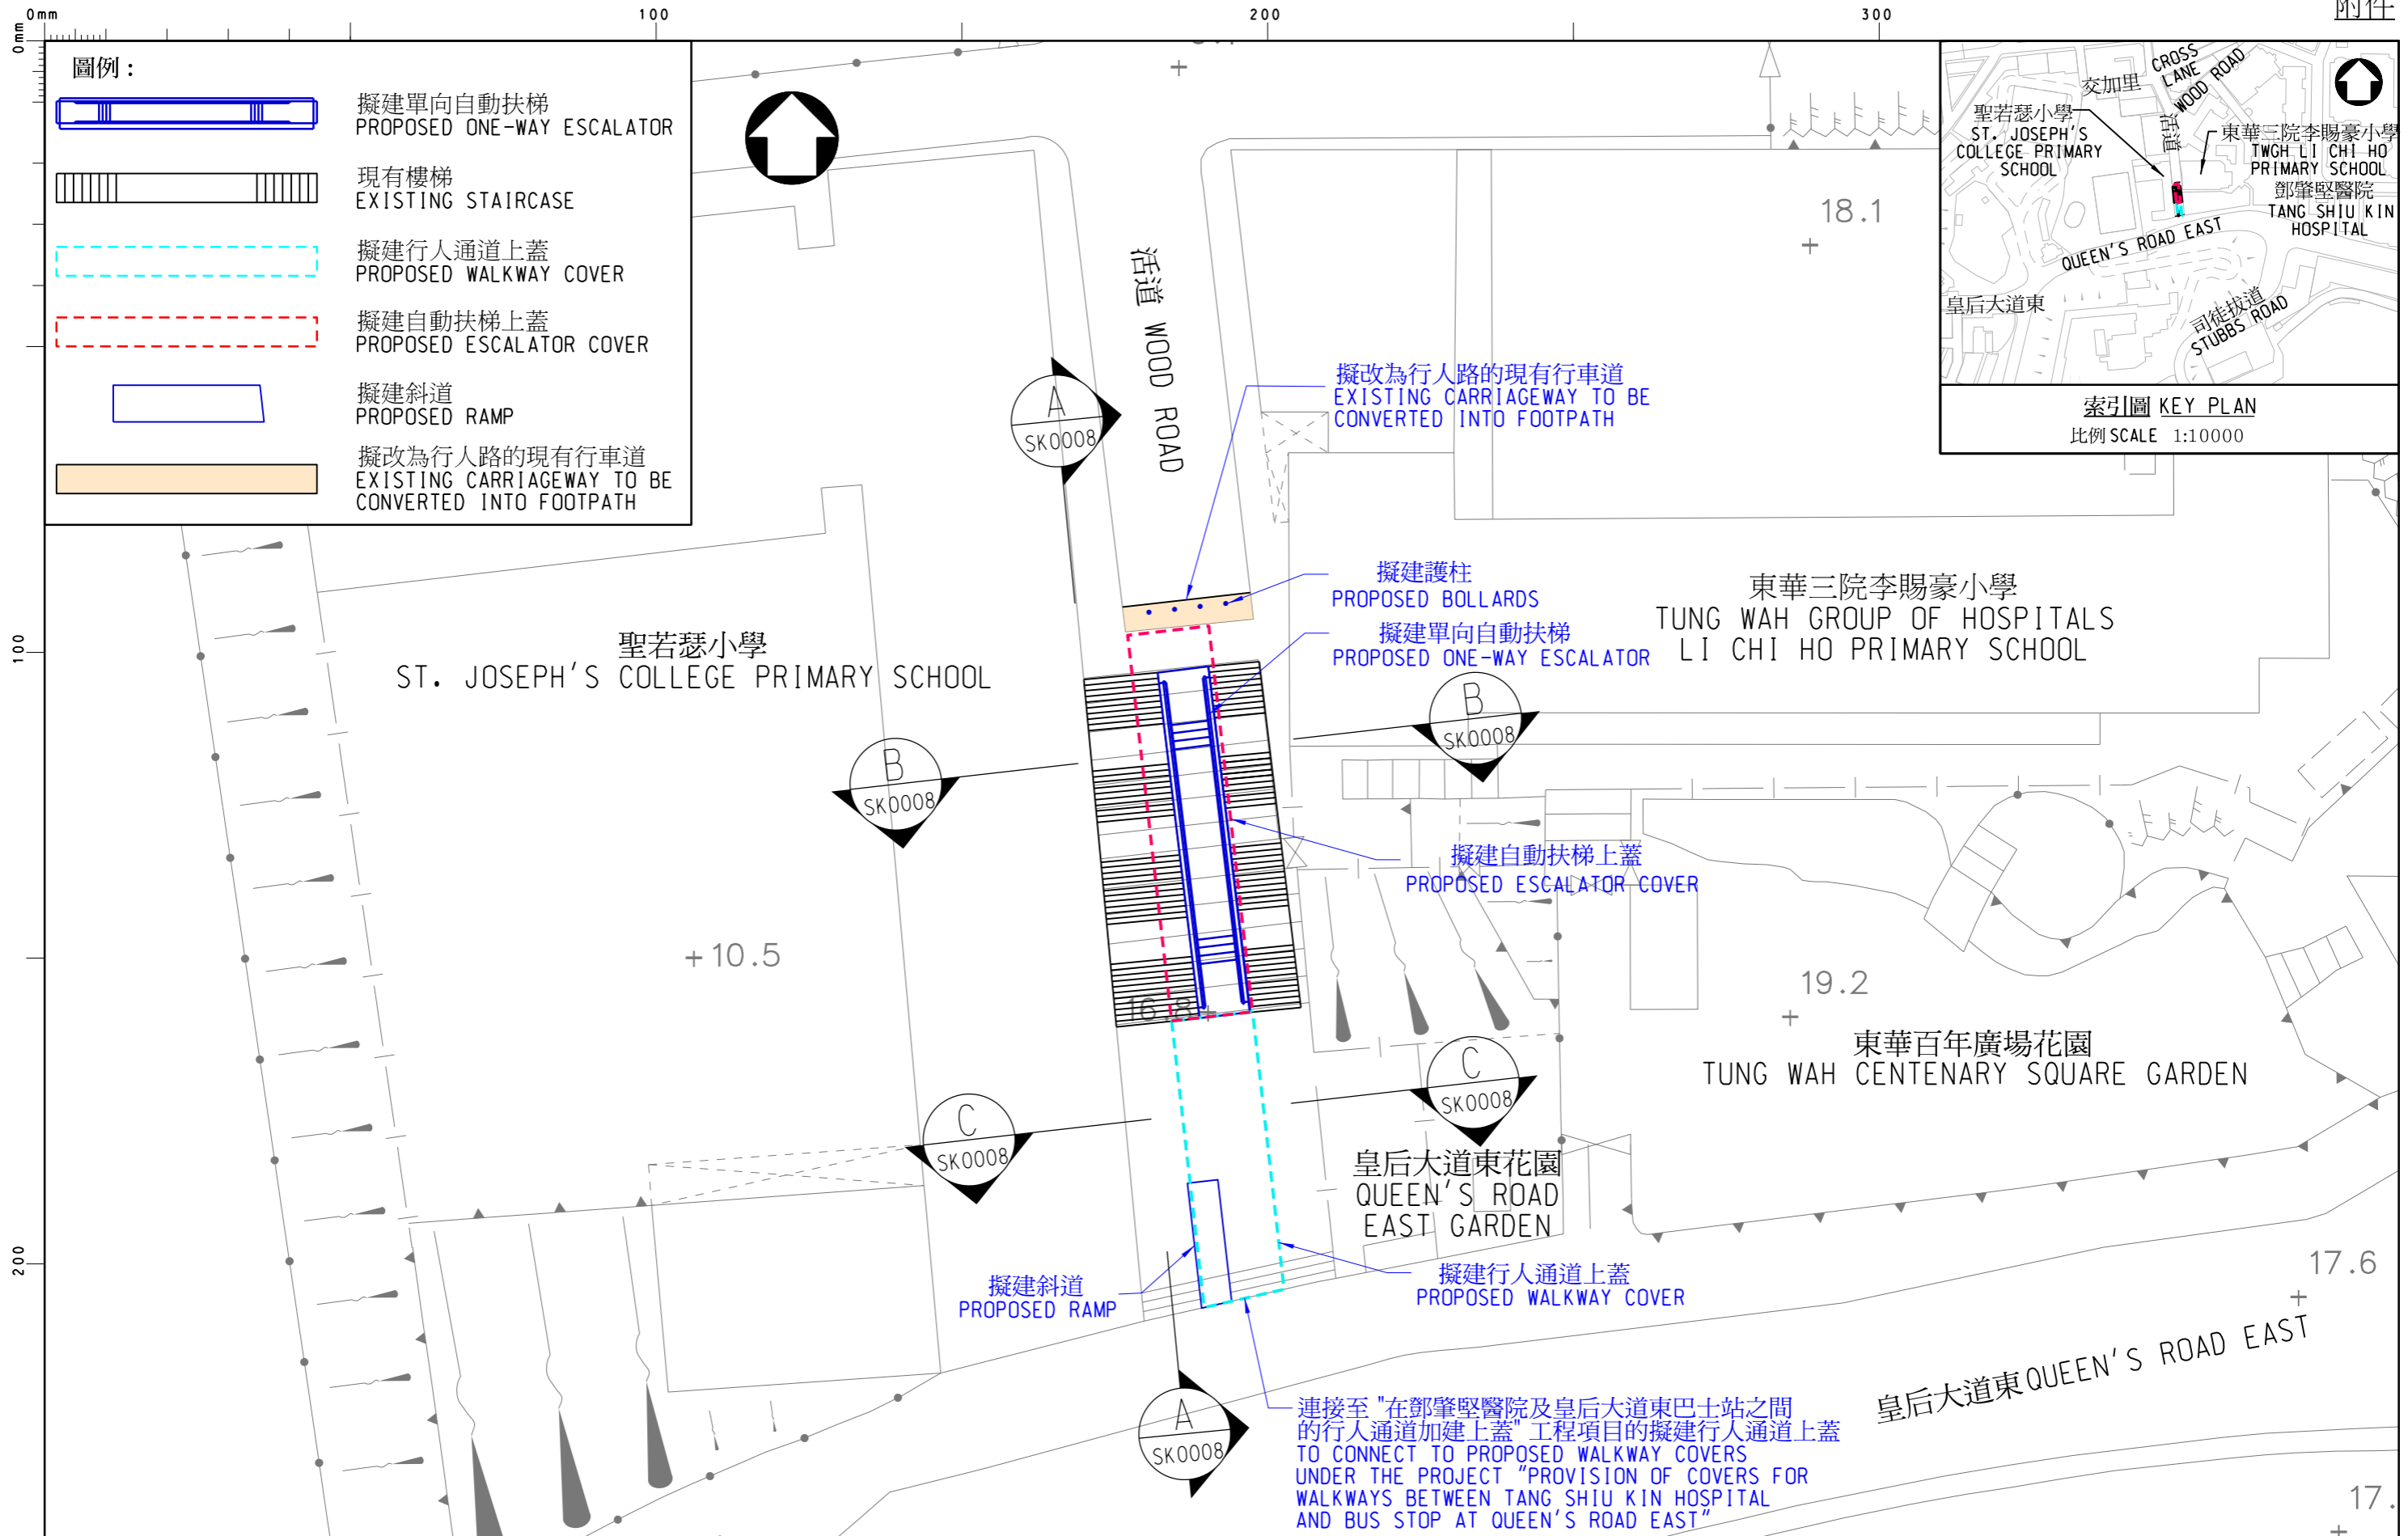 附件
0mm
100
200
300
0mm
100
200
圖例 :
擬建單向自動扶梯
PROPOSED ONE-WAY ESCALATOR
現有樓梯
EXISTING STAIRCASE
擬建行人通道上蓋
PROPOSED WALKWAY COVER
擬建自動扶梯上蓋
PROPOSED ESCALATOR COVER
擬建斜道
PROPOSED RAMP
擬改為行人路的現有行車道
EXISTING CARRIAGEWAY TO BE
CONVERTED INTO FOOTPATH
CROSS
LANE
交加里
WOOD ROAD
活道
聖若瑟小學
ST. JOSEPH'S
COLLEGE PRIMARY
SCHOOL
東華三院李賜豪小學
TWGH LI CHI HO
PRIMARY SCHOOL
鄧肇堅醫院
TANG SHIU KIN
HOSPITAL
QUEEN'S ROAD EAST
皇后大道東
司徒拔道
STUBBS ROAD
索引圖 KEY PLAN
比例 SCALE 1:10000
18.1
活道 WOOD ROAD
擬改為行人路的現有行車道
EXISTING CARRIAGEWAY TO BE
CONVERTED INTO FOOTPATH
A
SK0008
擬建護柱
PROPOSED BOLLARDS
擬建單向自動扶梯
PROPOSED ONE-WAY ESCALATOR
東華三院李賜豪小學
TUNG WAH GROUP OF HOSPITALS
LI CHI HO PRIMARY SCHOOL
聖若瑟小學
ST. JOSEPH'S COLLEGE PRIMARY SCHOOL
B
SK0008
B
SK0008
擬建自動扶梯上蓋
PROPOSED ESCALATOR COVER
10.5
16.8
19.2
東華百年廣場花園
TUNG WAH CENTENARY SQUARE GARDEN
C
SK0008
C
SK0008
皇后大道東花園
QUEEN'S ROAD
EAST GARDEN
擬建斜道
PROPOSED RAMP
擬建行人通道上蓋
PROPOSED WALKWAY COVER
17.6
皇后大道東 QUEEN'S ROAD EAST
A
SK0008
連接至 "在鄧肇堅醫院及皇后大道東巴士站之間
的行人通道加建上蓋" 工程項目的擬建行人通道上蓋
TO CONNECT TO PROPOSED WALKWAY COVERS
UNDER THE PROJECT "PROVISION OF COVERS FOR
WALKWAYS BETWEEN TANG SHIU KIN HOSPITAL
AND BUS STOP AT QUEEN'S ROAD EAST"
17.